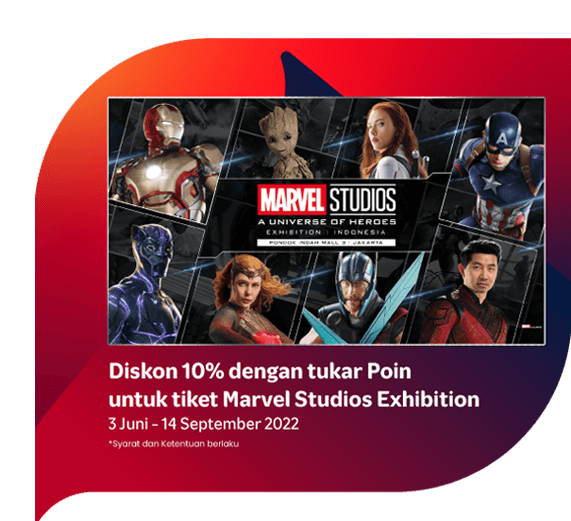 MARVEL STUDIOS
A UNIVERSE OF HEROES
EXHIBITION INDONESIA
PONDOK INDAH MALL 3 - JAKARTA
Diskon 10% dengan tukar Poin
untuk tiket Marvel Studios Exhibition
3 Juni - 14 September 2022
*Syarat dan Ketentuan berlaku